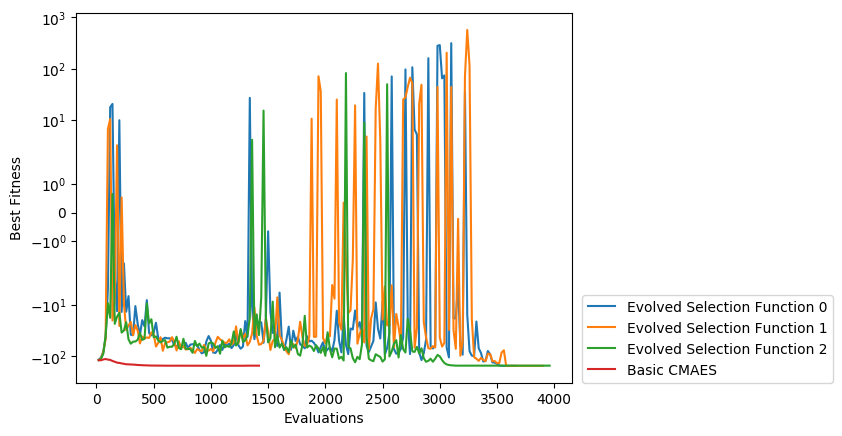 10³
10²
10¹
10⁰
0
−10⁰
−10¹
−10²
Best Fitness
0 500 1000 1500 2000 2500 3000 3500 4000
Evaluations
Evolved Selection Function 0
Evolved Selection Function 1
Evolved Selection Function 2
Basic CMAES